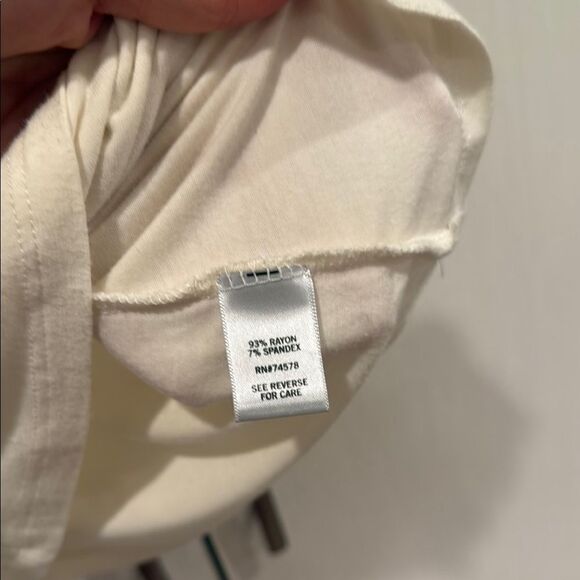 93% RAYON
7% SPANDEX
RN#74578
SEE REVERSE
FOR CARE